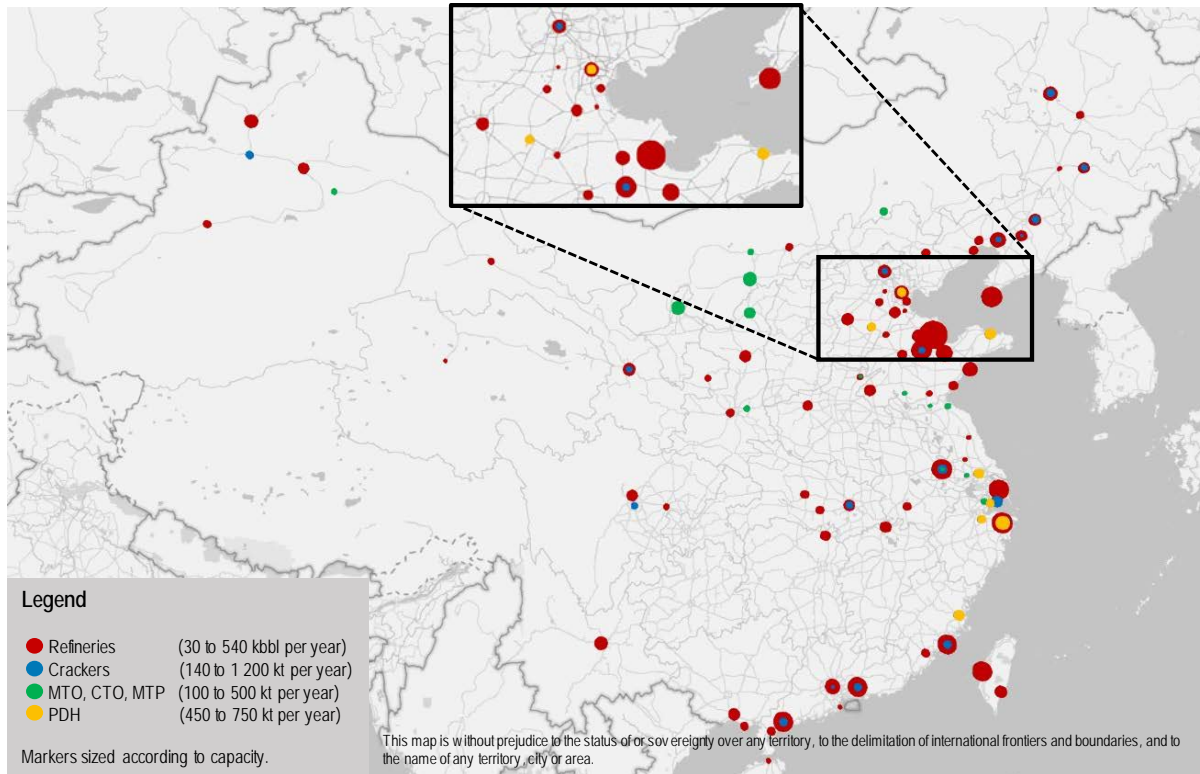 Legend
Refineries (30 to 540 kbbl per year)
Crackers (140 to 1 200 kt per year)
MTO, CTO, MTP (100 to 500 kt per year)
PDH (450 to 750 kt per year)
Markers sized according to capacity.
This map is without prejudice to the status of or sovereignty over any territory, to the delimitation of international frontiers and boundaries, and to
the name of any territory, city or area.